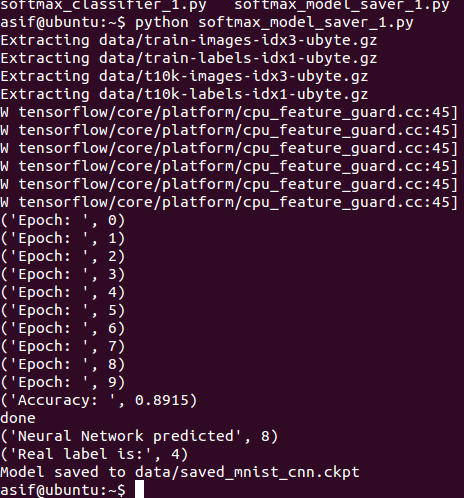 softmax_classifier_1.py   softmax_model_saver_1.py
asif@ubuntu:~$ python softmax_model_saver_1.py
Extracting data/train-images-idx3-ubyte.gz
Extracting data/train-labels-idx1-ubyte.gz
Extracting data/t10k-images-idx3-ubyte.gz
Extracting data/t10k-labels-idx1-ubyte.gz
W tensorflow/core/platform/cpu_feature_guard.cc:45]
W tensorflow/core/platform/cpu_feature_guard.cc:45]
W tensorflow/core/platform/cpu_feature_guard.cc:45]
W tensorflow/core/platform/cpu_feature_guard.cc:45]
W tensorflow/core/platform/cpu_feature_guard.cc:45]
W tensorflow/core/platform/cpu_feature_guard.cc:45]
('Epoch: ', 0)
('Epoch: ', 1)
('Epoch: ', 2)
('Epoch: ', 3)
('Epoch: ', 4)
('Epoch: ', 5)
('Epoch: ', 6)
('Epoch: ', 7)
('Epoch: ', 8)
('Epoch: ', 9)
('Accuracy: ', 0.8915)
done
('Neural Network predicted', 8)
('Real label is:', 4)
Model saved to data/saved_mnist_cnn.ckpt
asif@ubuntu:~$